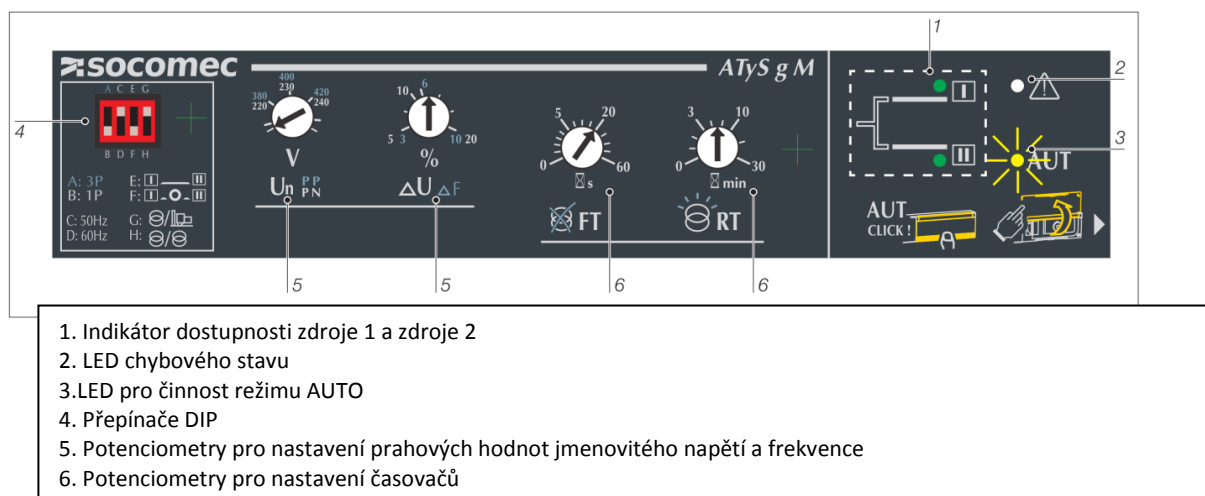 1
socomec
ATyS g M
2
3
4
A C E G
B D F H
A: 3P
B: 1P
C: 50Hz
D: 60Hz
E: I II
F: I O II
G:
H:
380 400 420
220 230 240
V
Un PP PN
5 3 10 6 10 20
%
ΔU ΔF
0 5 20 60
s
FT
0 3 10 30
min
RT
I
II
AUT
AUT
CLICK !
5
5
6
6
1. Indikátor dostupnosti zdroje 1 a zdroje 2
2. LED chybového stavu
3.LED pro činnost režimu AUTO
4. Přepínače DIP
5. Potenciometry pro nastavení prahových hodnot jmenovitého napětí a frekvence
6. Potenciometry pro nastavení časovačů